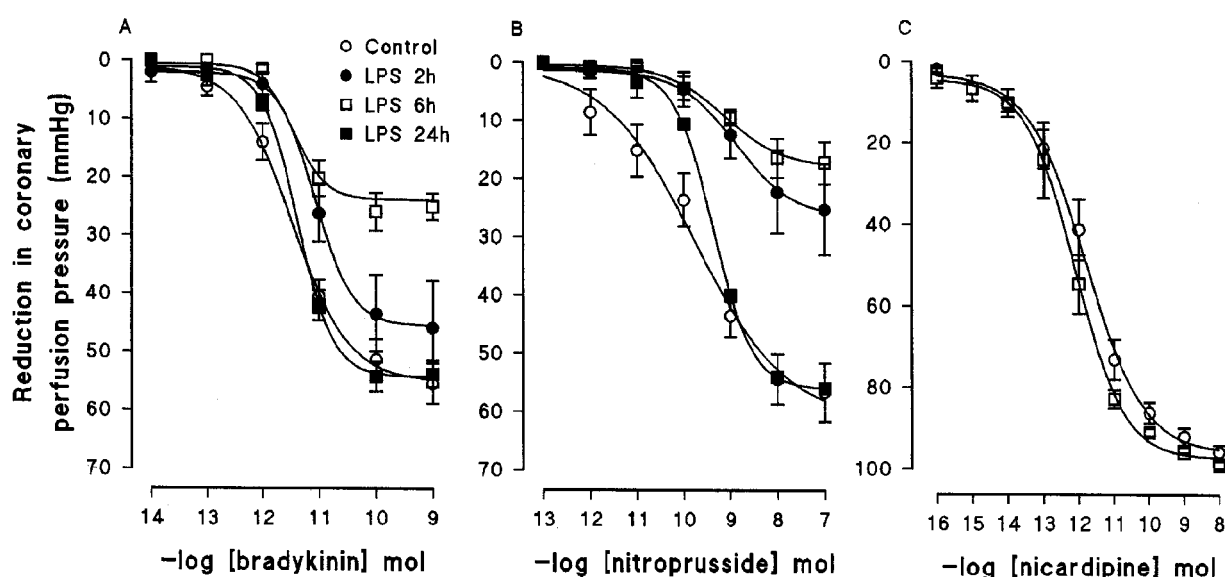 A
B
C
Control
LPS 2h
LPS 6h
LPS 24h
Reduction in coronary
perfusion pressure (mmHg)
0
10
20
30
40
50
60
70
14 13 12 11 10 9
−log [bradykinin] mol
0
10
20
30
40
50
60
70
13 12 11 10 9 8 7
−log [nitroprusside] mol
0
20
40
60
80
100
16 15 14 13 12 11 10 9 8
−log [nicardipine] mol